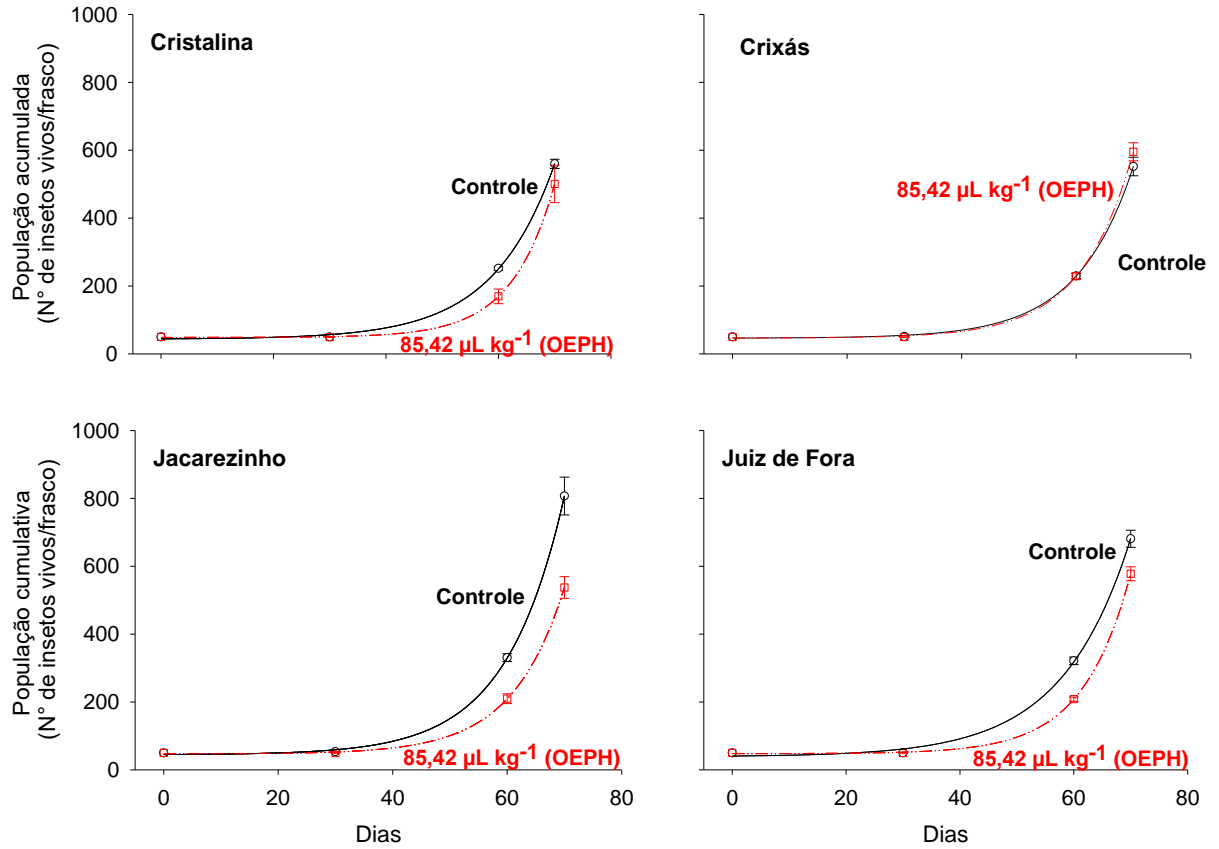 População acumulada
(N° de insetos vivos/frasco)
1000
800
600
400
200
0
Cristalina
Controle
85,42 µL kg-1 (OEPH)
Crixás
85,42 µL kg-1 (OEPH)
Controle
População cumulativa
(N° de insetos vivos/frasco)
1000
800
600
400
200
0
Jacarezinho
Controle
85,42 µL kg-1 (OEPH)
0 20 40 60 80
Dias
Juiz de Fora
Controle
85,42 µL kg-1 (OEPH)
0 20 40 60 80
Dias